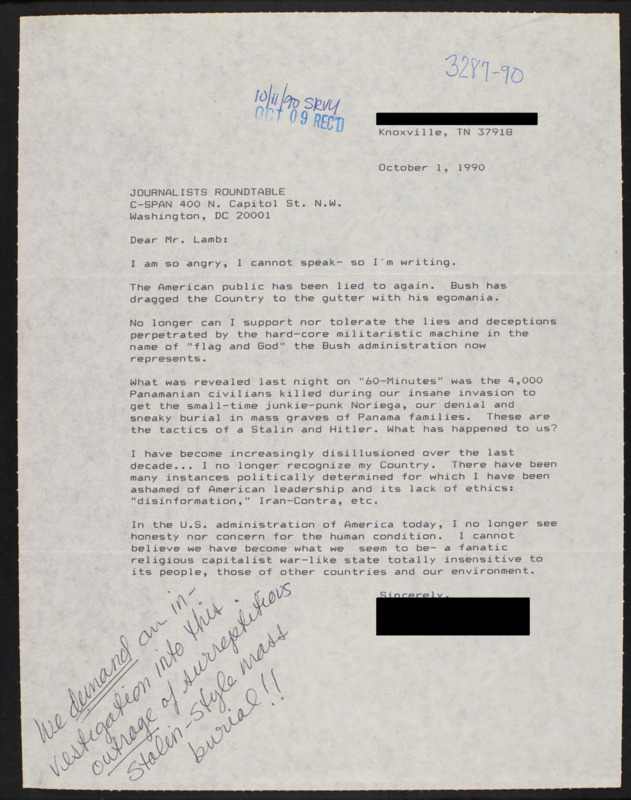 3287-90
10/11/90 SRVY
OCT 09 REC'D
Knoxville, TN 37918
October 1, 1990
JOURNALISTS ROUNDTABLE
C-SPAN 400 N. Capitol St. N.W.
Washington, DC 20001
Dear Mr. Lamb:
I am so angry, I cannot speak- so I'm writing.
The American public has been lied to again. Bush has
dragged the Country to the gutter with his egomania.
No longer can I support nor tolerate the lies and deceptions
perpetrated by the hard-core militaristic machine in the
name of "flag and God" the Bush administration now
represents.
What was revealed last night on "60-Minutes" was the 4,000
Panamanian civilians killed during our insane invasion to
get the small-time junkie-punk Noriega, our denial and
sneaky burial in mass graves of Panama families. These are
the tactics of a Stalin and Hitler. What has happened to us?
I have become increasingly disillusioned over the last
decade... I no longer recognize my Country. There have been
many instances politically determined for which I have been
ashamed of American leadership and its lack of ethics:
"disinformation," Iran-Contra, etc.
In the U.S. administration of America today, I no longer see
honesty nor concern for the human condition. I cannot
believe we have become what we seem to be- a fanatic
religious capitalist war-like state totally insensitive to
its people, those of other countries and our environment.
Sincerely,
We demand an in-
vestigation into this
outrage of surreptitious
Stalin-Style mass
burial!!